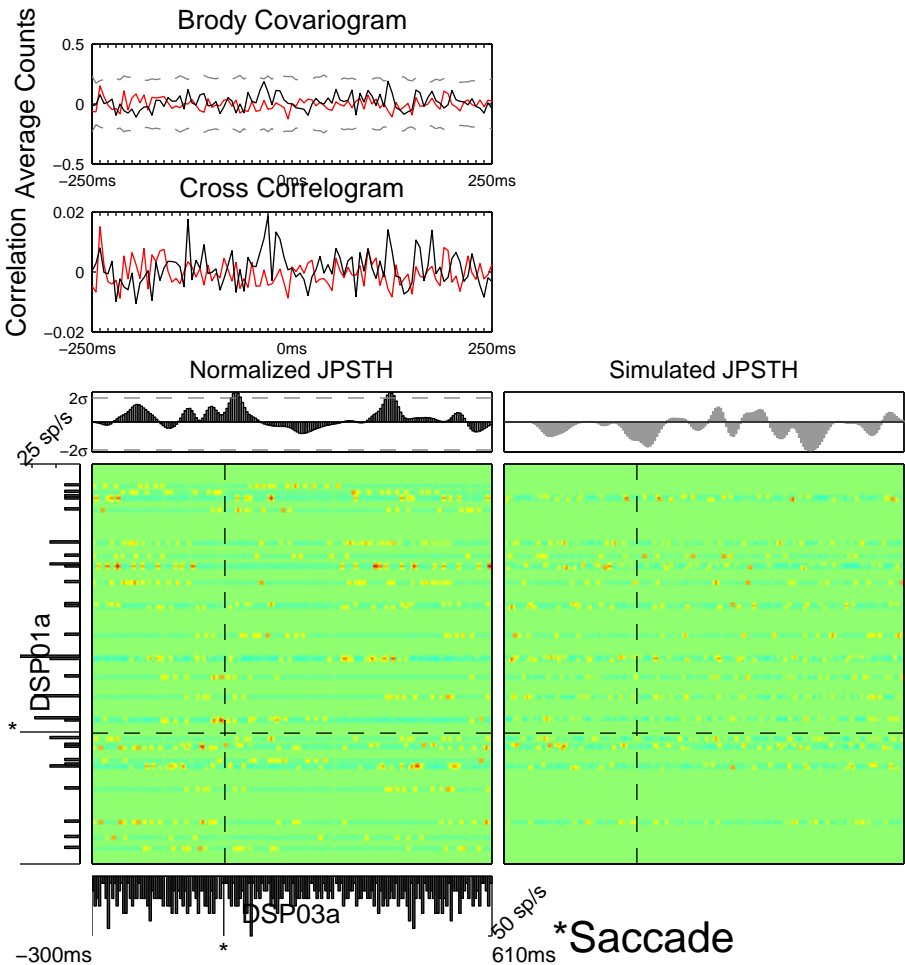 Brody Covariogram
0.5
0
−0.5
Average Counts
−250ms
0ms
250ms
Cross Correlogram
0.02
0
−0.02
Correlation
−250ms
0ms
250ms
Normalized JPSTH
Simulated JPSTH
2σ
−2σ
25 sp/s
DSP01a
*
DSP03a
50 sp/s
*
*Saccade
−300ms
610ms